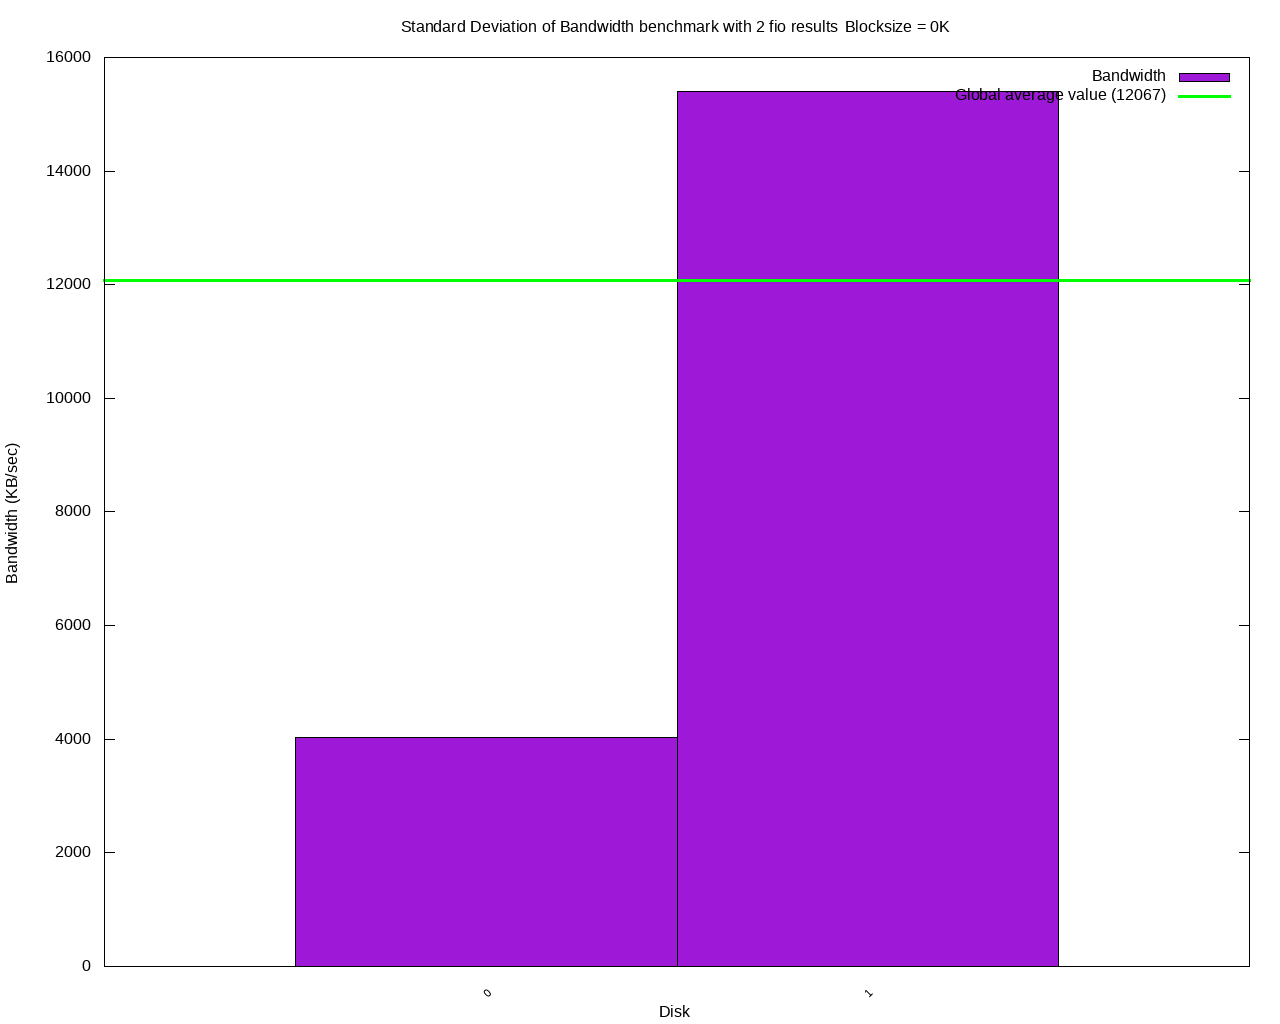 Standard Deviation of Bandwidth benchmark with 2 fio results Blocksize = 0K
Bandwidth
Global average value (12067)
16000
14000
12000
10000
8000
6000
4000
2000
0
Bandwidth (KB/sec)
0
1
Disk